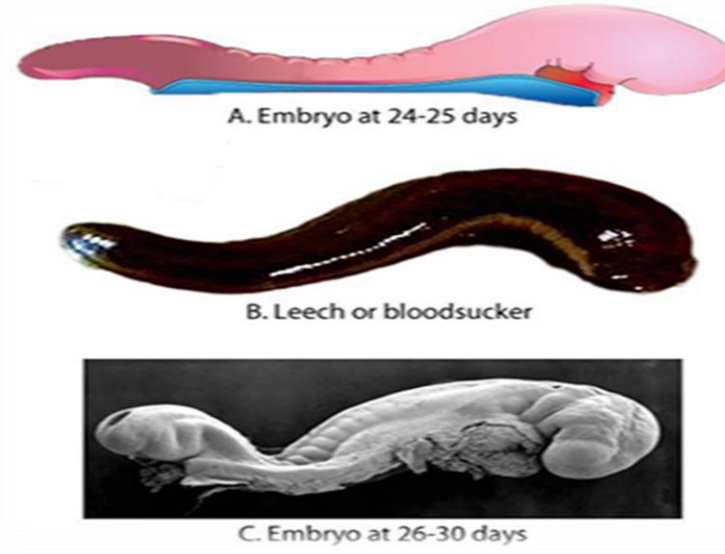 A. Embryo at 24-25 days
B. Leech or bloodsucker
C. Embryo at 26-30 days